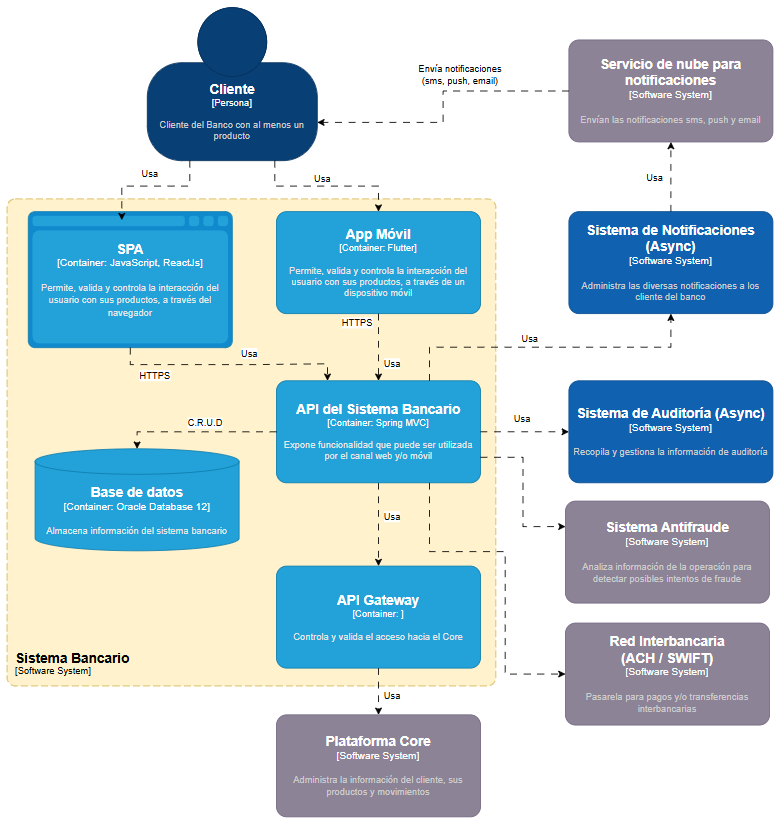 Cliente
[Persona]
Cliente del Banco con al menos un
producto
Envía notificaciones
(sms, push, email)
Servicio de nube para
notificaciones
[Software System]
Envían las notificaciones sms, push y email
Usa
Usa
Usa
SPA
[Container: JavaScript, ReactJs]
Permite, valida y controla la interacción del
usuario con sus productos, a través del
navegador
App Móvil
[Container: Flutter]
Permite, valida y controla la interacción del
usuario con sus productos, a través de un
dispositivo móvil
Sistema de Notificaciones
(Async)
[Software System]
Administra las diversas notificaciones a los
cliente del banco
HTTPS
Usa
Usa
HTTPS
Usa
API del Sistema Bancario
[Container: Spring MVC]
Expone funcionalidad que puede ser utilizada
por el canal web y/o móvil
Usa
Sistema de Auditoría (Async)
[Software System]
Recopila y gestiona la información de auditoría
C.R.U.D
Base de datos
[Container: Oracle Database 12]
Almacena información del sistema bancario
Usa
Sistema Antifraude
[Software System]
Analiza información de la operación para
detectar posibles intentos de fraude
API Gateway
[Container: ]
Controla y valida el acceso hacia el Core
Red Interbancaria
(ACH / SWIFT)
[Software System]
Pasarela para pagos y/o transferencias
interbancarias
Sistema Bancario
[Software System]
Usa
Plataforma Core
[Software System]
Administra la información del cliente, sus
productos y movimientos